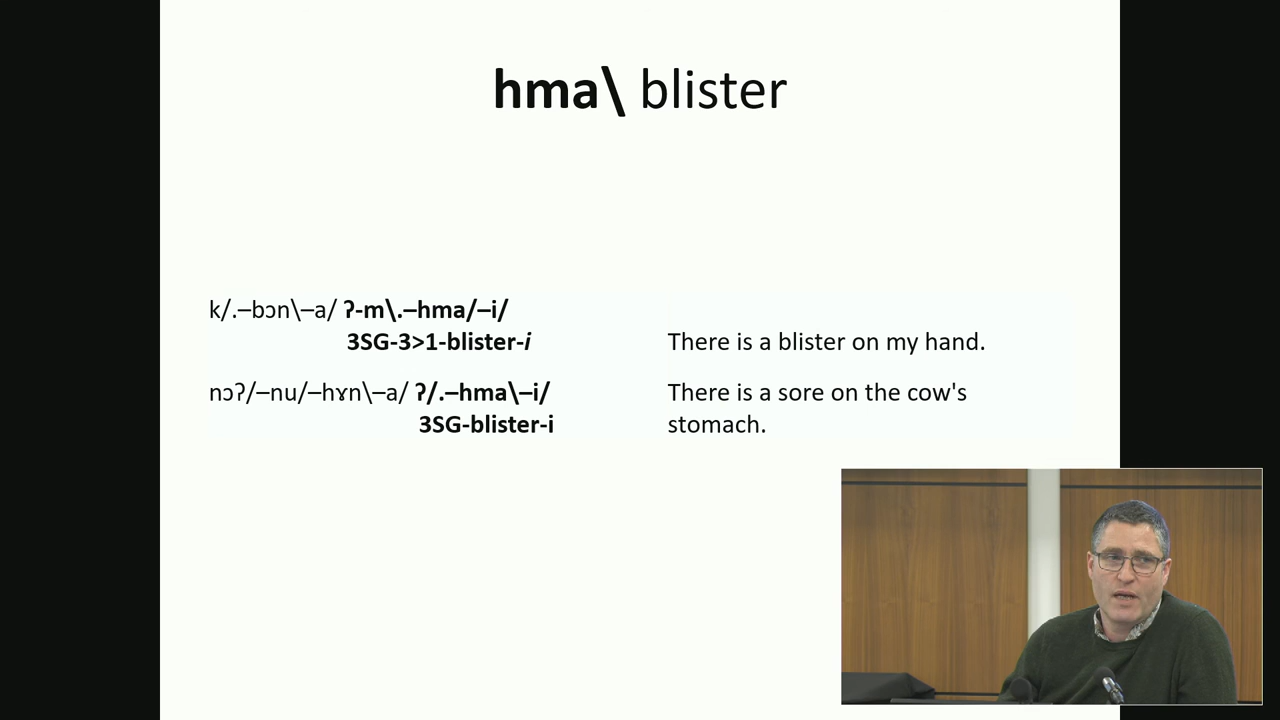 hma\ blister
k/.–bɔn\–a/ ʔ-m\.–hma/–i/
3SG-3>1-blister-i There is a blister on my hand.
nɔʔ/–nu/–hɤn\–a/ ʔ/.–hma\–i/ There is a sore on the cow's
3SG-blister-i stomach.